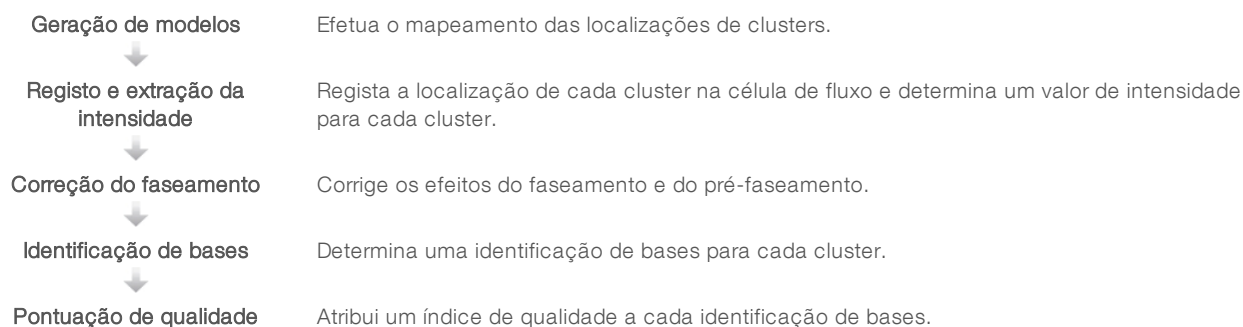 Geração de modelos
Efetua o mapeamento das localizações de clusters.
Registo e extração da
intensidade
Regista a localização de cada cluster na célula de fluxo e determina um valor de intensidade
para cada cluster.
Correção do faseamento
Corrige os efeitos do faseamento e do pré-faseamento.
Identificação de bases
Determina uma identificação de bases para cada cluster.
Pontuação de qualidade
Atribui um índice de qualidade a cada identificação de bases.